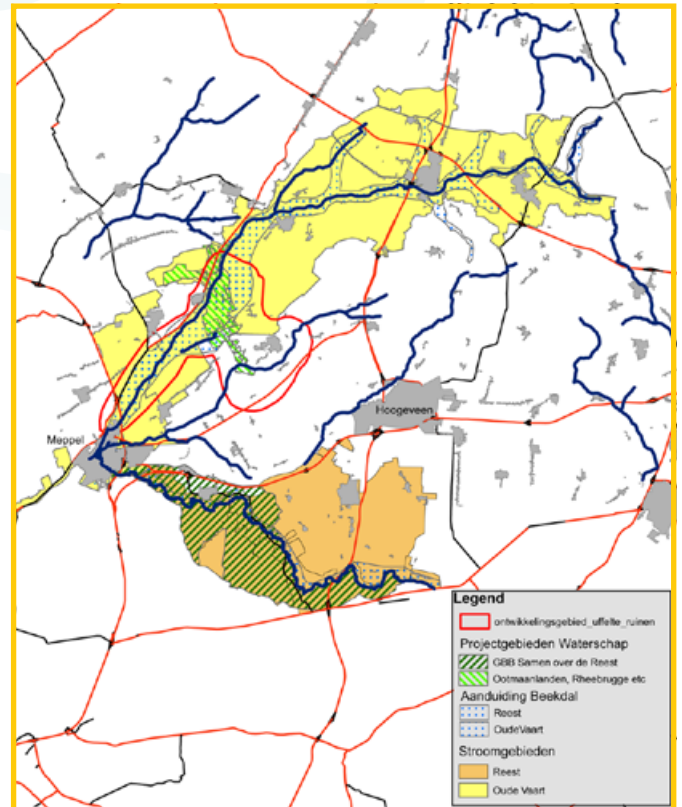 Meppel
Hoogeveen
Legend
ontwikkelingsgebied_uffelte_ruinen
Projectgebieden Waterschap
GBB Samen over de Reest
Ootmaanlanden, Rheebrugge etc
Aanduiding Beekdal
Reest
OudeVaart
Stroomgebieden
Reest
Oude Vaart